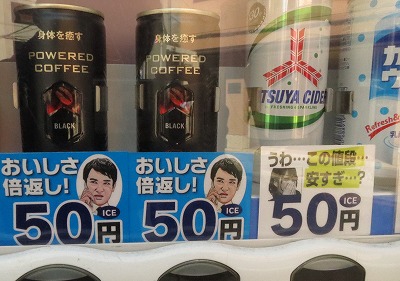 身体を癒す
POWERED
COFFEE
BLACK
身体を癒す
POWERED
COFFEE
BLACK
TSUYA CIDER
Refresh &
おいしさ
倍返し!
ICE
50円
おいしさ
倍返し!
ICE
50円
うわ…この値段…
安すぎ…?
ICE
50円